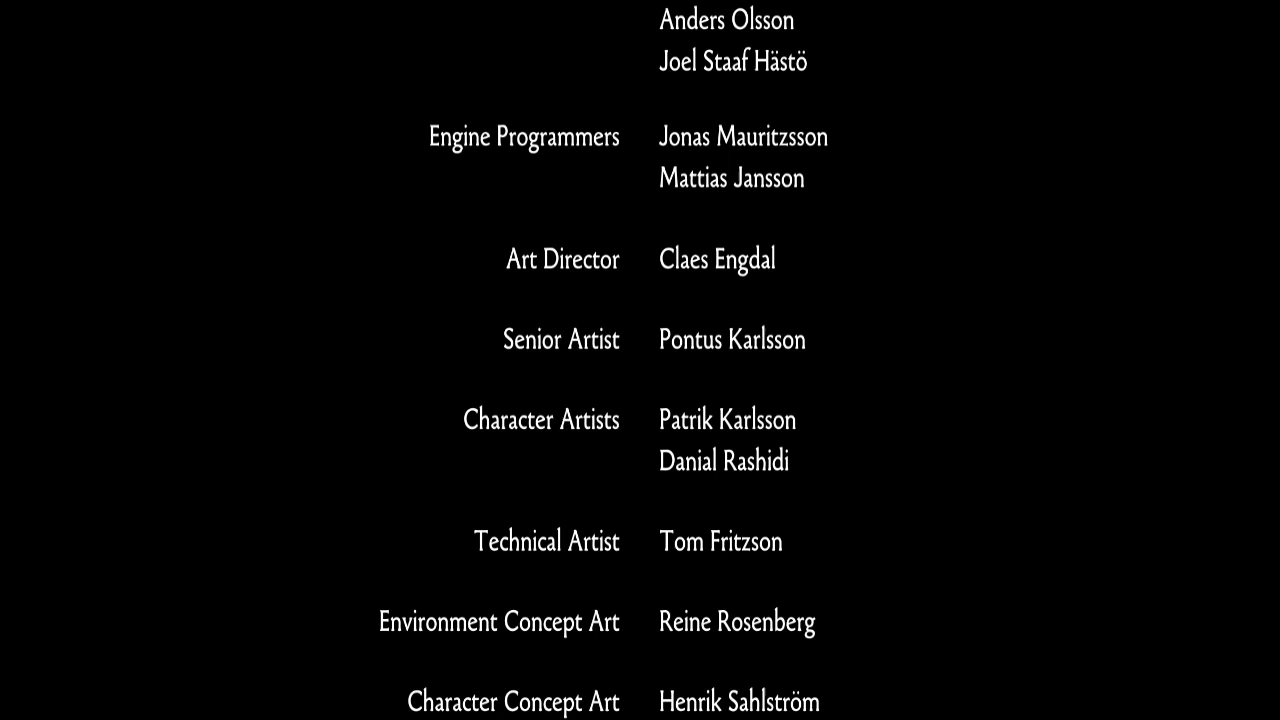 Anders Olsson
Joel Staaf Hästö
Engine Programmers Jonas Mauritzsson
Mattias Jansson
Art Director Claes Engdal
Senior Artist Pontus Karlsson
Character Artists Patrik Karlsson
Danial Rashidi
Technical Artist Tom Fritzson
Environment Concept Art Reine Rosenberg
Character Concept Art Henrik Sahlström